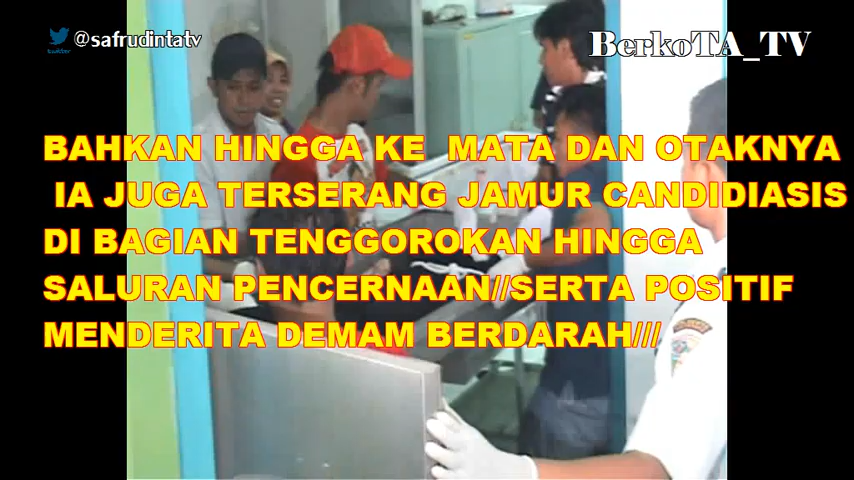 @safrudintatv
twitter
BerkoTA_TV
BAHKAN HINGGA KE  MATA DAN OTAKNYA
IA JUGA TERSERANG JAMUR CANDIDIASIS
DI BAGIAN TENGGOROKAN HINGGA
SALURAN PENCERNAAN//SERTA POSITIF
MENDERITA DEMAM BERDARAH///